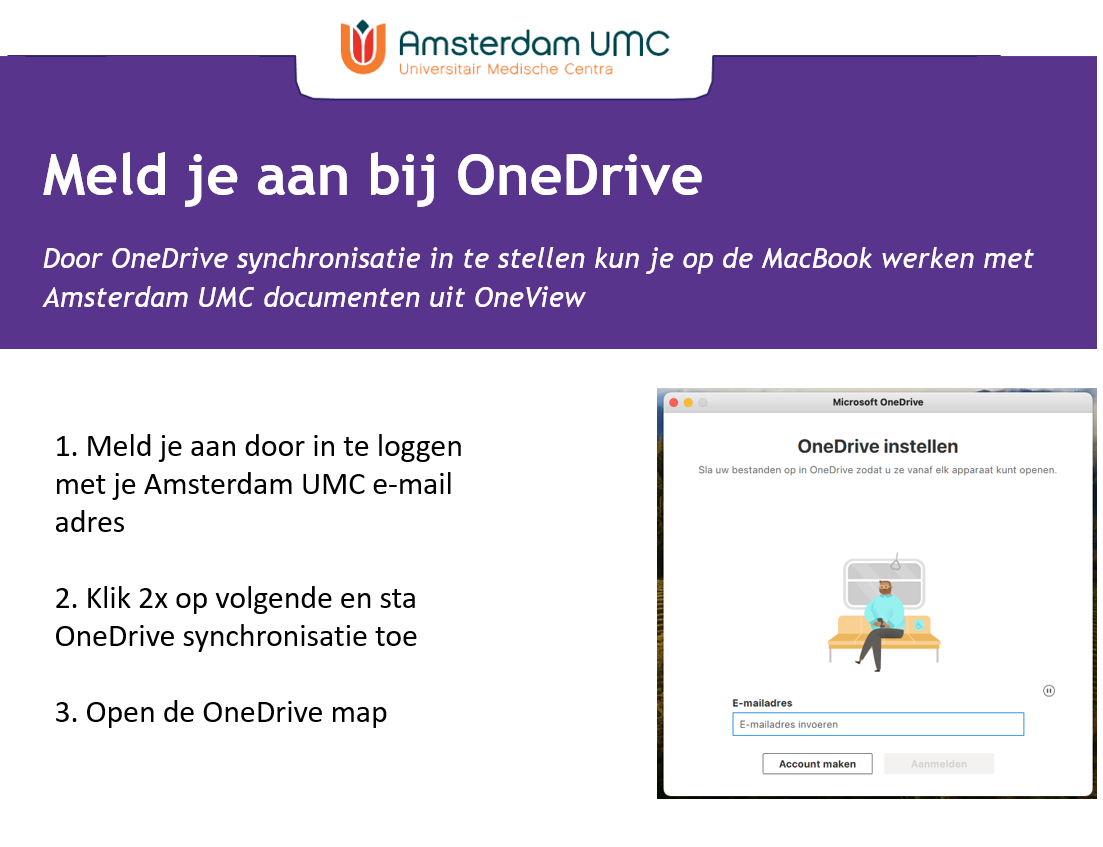 Amsterdam UMC
Universitair Medische Centra
Meld je aan bij OneDrive
Door OneDrive synchronisatie in te stellen kun je op de MacBook werken met
Amsterdam UMC documenten uit OneView
1. Meld je aan door in te loggen
met je Amsterdam UMC e-mail
adres
2. Klik 2x op volgende en sta
OneDrive synchronisatie toe
3. Open de OneDrive map
Microsoft OneDrive
OneDrive instellen
Sla uw bestanden op in OneDrive zodat u ze vanaf elk apparaat kunt openen.
E-mailadres
E-mailadres invoeren
Account maken
Aanmelden